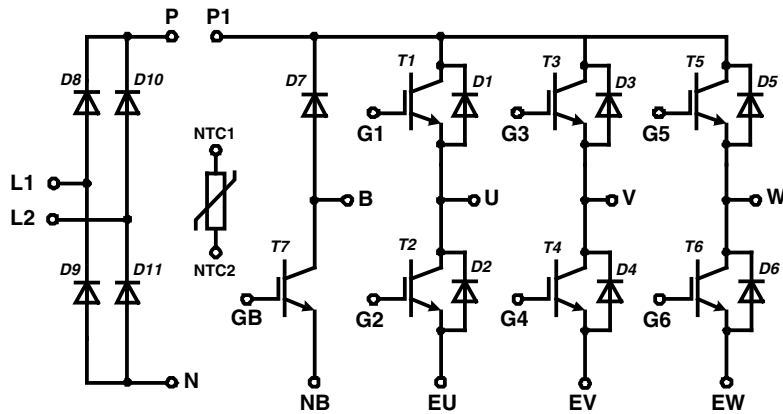 P P1
D8 D10 D7 T1 D1 T3 D3 T5 D5
G1 G3 G5
NTC1
L1 B U V W
L2
NTC2
D9 D11 T7 T2 D2 T4 D4 T6 D6
GB G2 G4 G6
N
NB EU EV EW